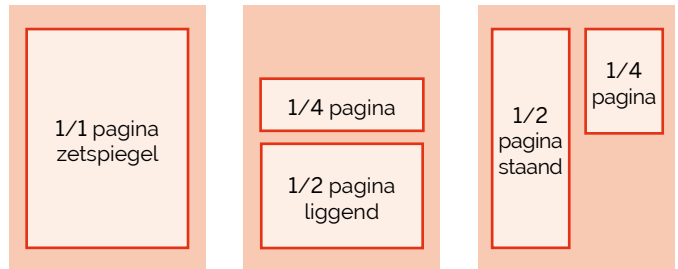 1/1 pagina
zetspiegel
1/4 pagina
1/2 pagina
liggend
1/2
pagina
staand
1/4
pagina